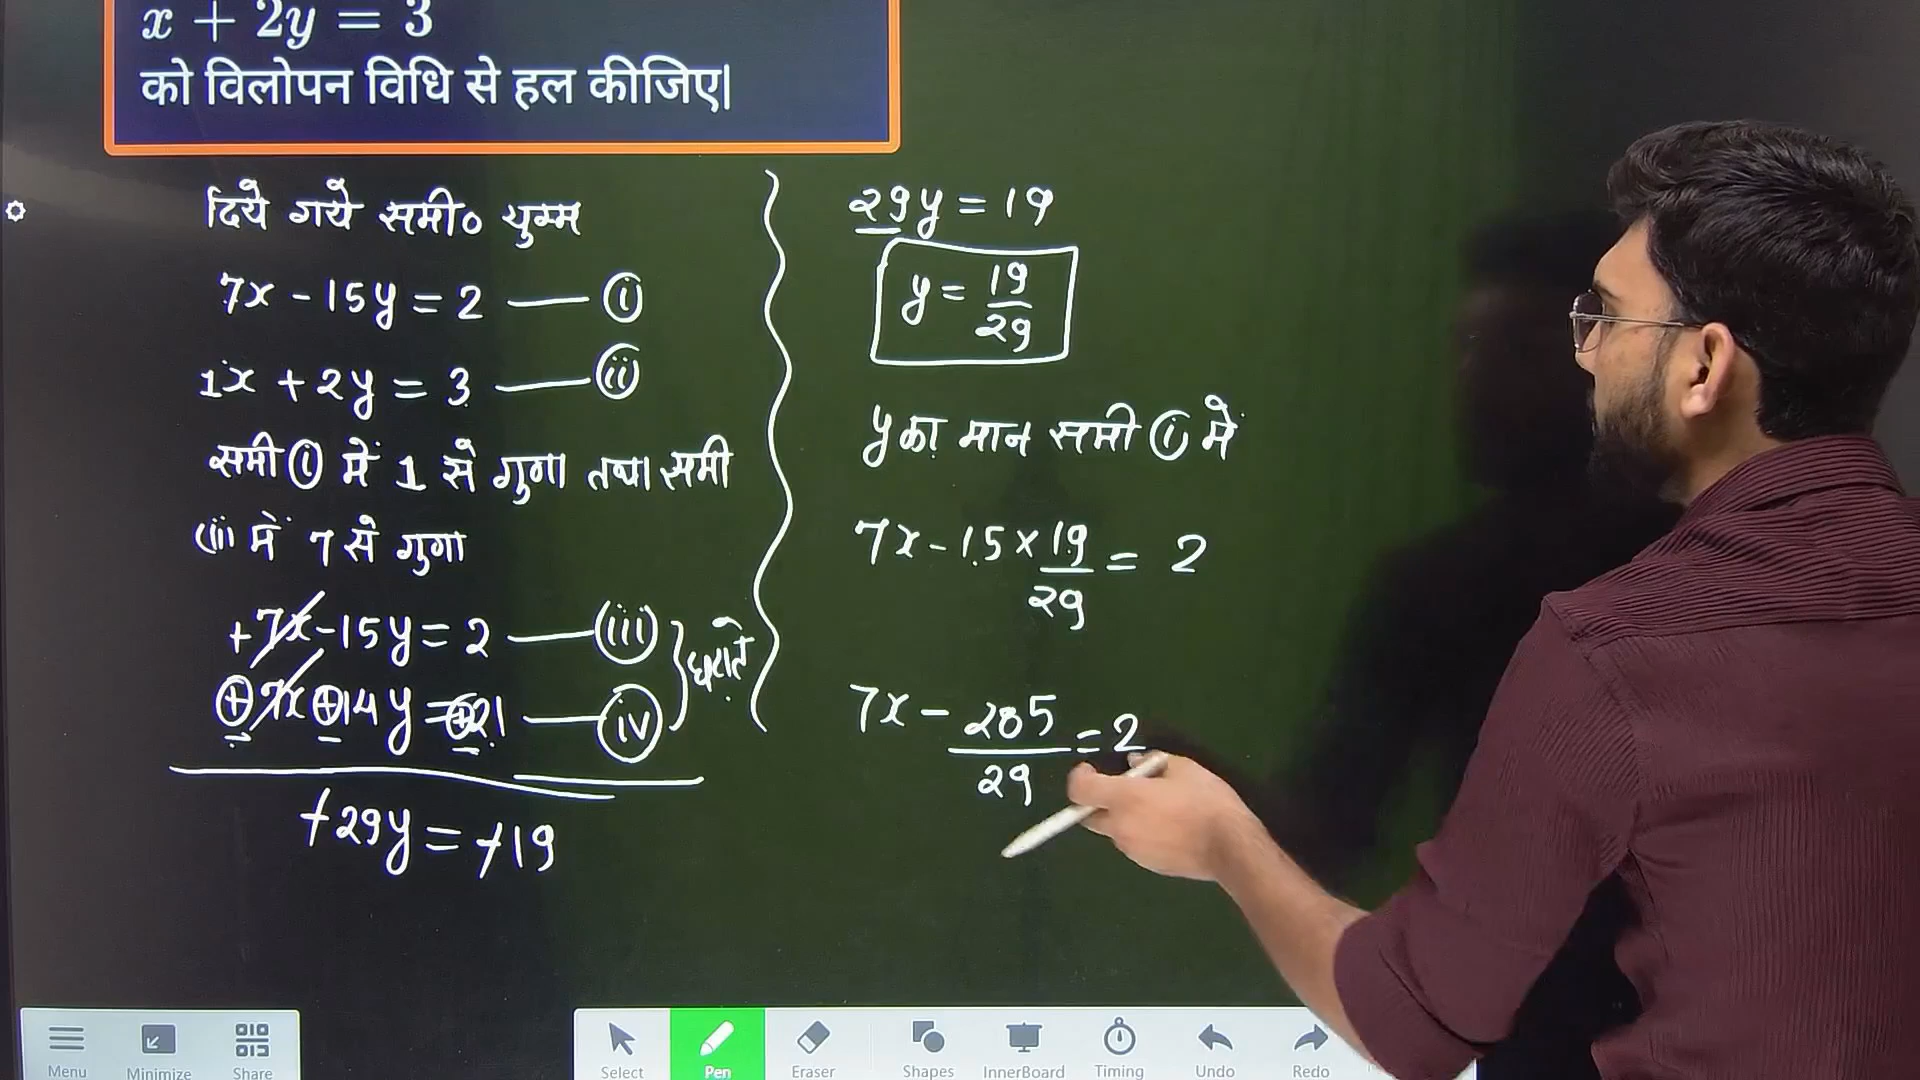 x + 2y = 3
को विलोपन विधि से हल कीजिए|
दिये गये समी० युग्म
7x - 15y = 2 —— (i)
1x + 2y = 3 —— (ii)
समी (i) में 1 से गुणा तथा समी
(ii) में 7 से गुणा
+7x - 15y = 2 —— (iii)
+7x + 14y = +21 —— (iv)
घटाते
+29y = +19
29y = 19
y = 19/29
y का मान समी (i) में
7x - 15 × 19/29 = 2
7x - 285/29 = 2
Menu Minimize Share Select Pen Eraser Shapes InnerBoard Timing Undo Redo